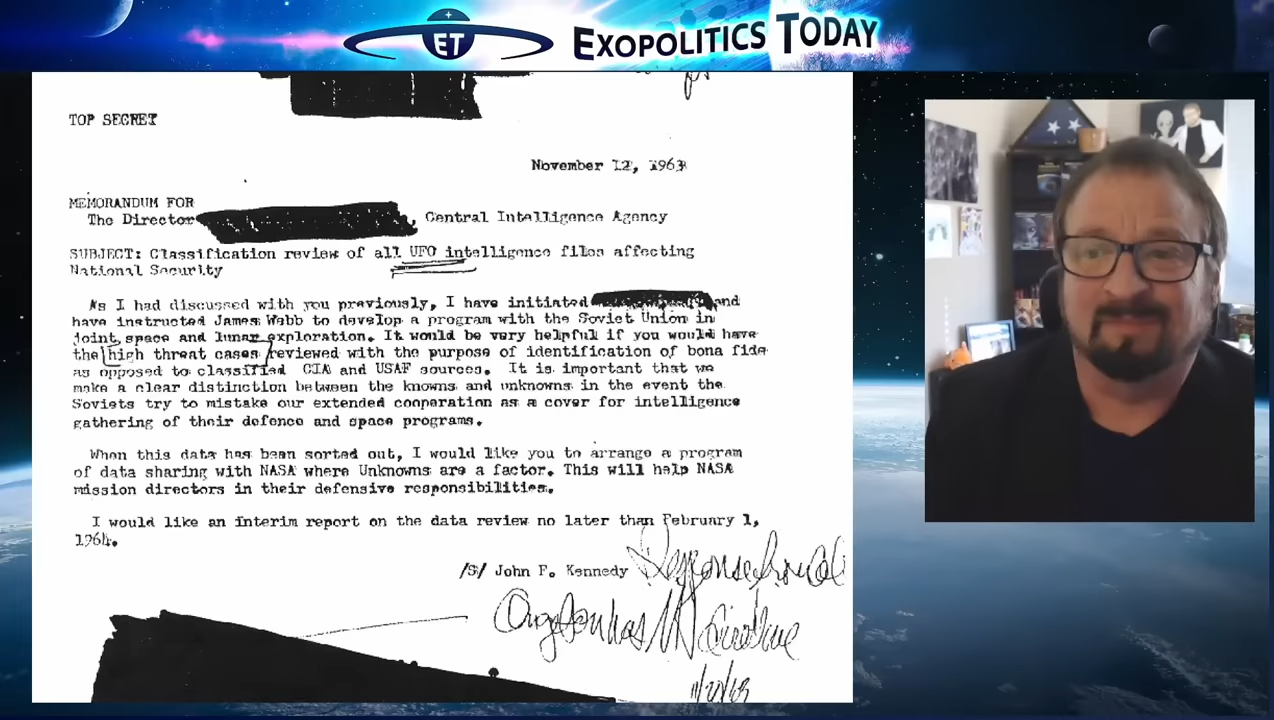 ET EXOPOLITICS TODAY
TOP SECRET
November 12, 1963
MEMORANDUM FOR
The Director
, Central Intelligence Agency
SUBJECT: Classification review of all UFO intelligence files affecting
National Security
As I had discussed with you previously, I have initiated and
have instructed James Webb to develop a program with the Soviet Union in
joint space and lunar exploration. It would be very helpful if you would have
the high threat cases reviewed with the purpose of identification of bona fide
as opposed to classified CIA and USAF sources. It is important that we
make a clear distinction between the knowns and unknowns in the event the
Soviets try to mistake our extended cooperation as a cover for intelligence
gathering of their defence and space programs.
When this data has been sorted out, I would like you to arrange a program
of data sharing with NASA where Unknowns are a factor. This will help NASA
mission directors in their defensive responsibilities.
I would like an interim report on the data review no later than February 1,
1964.
/S/ John F. Kennedy
Response from
Angleton has
11/20/63